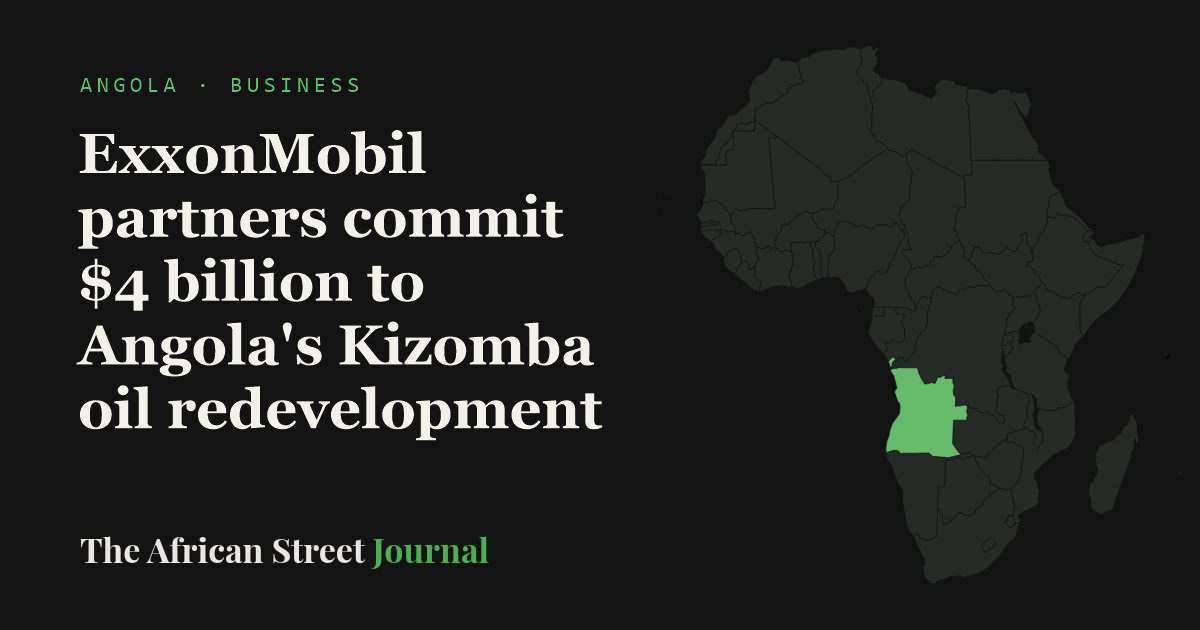 ANGOLA · BUSINESS
ExxonMobil
partners commit
$4 billion to
Angola's Kizomba
oil redevelopment
The African Street Journal